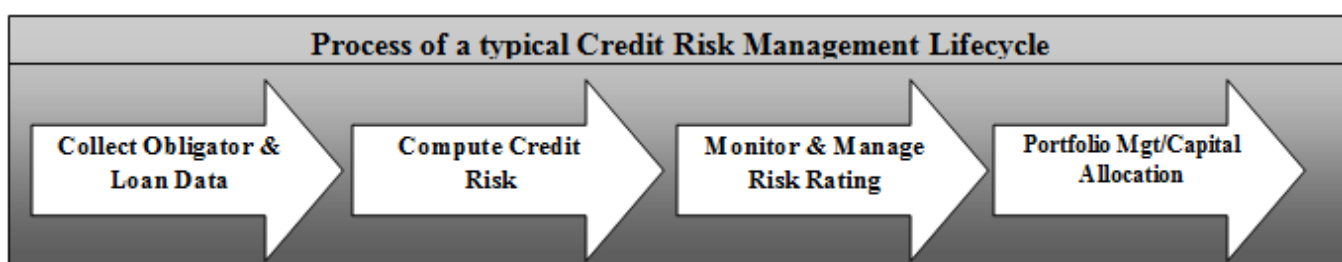 Process of a typical Credit Risk Management Lifecycle
Collect Obligator &
Loan Data
Compute Credit
Risk
Monitor & Manage
Risk Rating
Portfolio Mgt/Capital
Allocation